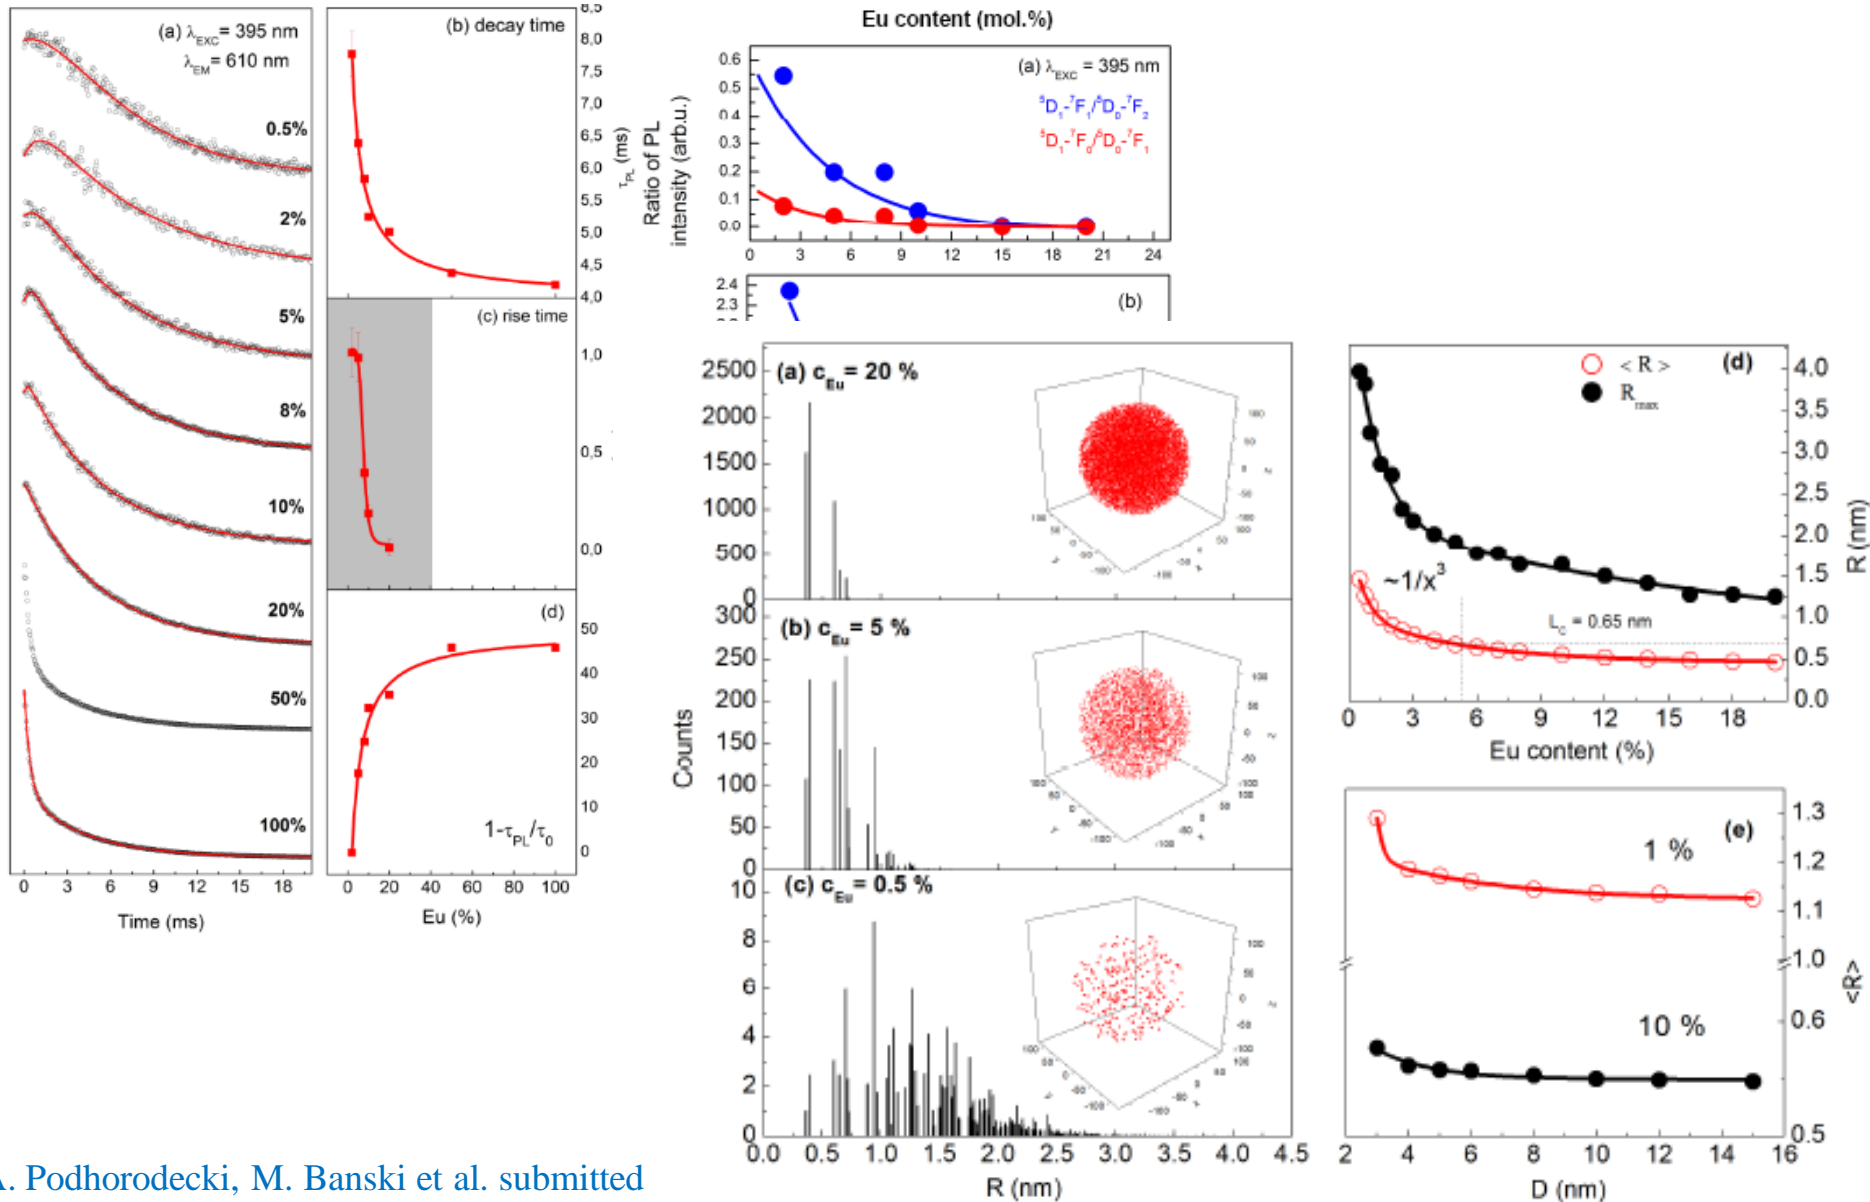 (a) λEXC = 395 nm
λEM = 610 nm
0.5%
2%
5%
8%
10%
20%
50%
100%
0 3 6 9 12 15 18
Time (ms)
(b) decay time
8,5
8,0
7,5
7,0
6,5
6,0
5,5
5,0
4,5
4,0
τPL (ms)
(c) rise time
1,0
0,5
0,0
(d)
50
40
30
20
10
0
1-τPL/τ0
0 20 40 60 80 100
Eu (%)
Eu content (mol.%)
(a) λEXC = 395 nm
⁵D₁-⁷F₁/⁵D₀-⁷F₂
⁵D₁-⁷F₀/⁵D₀-⁷F₁
0.6
0.5
0.4
0.3
0.2
0.1
0.0
Ratio of PL
intensity (arb.u.)
0 3 6 9 12 15 18 21 24
(b)
2.4
2.3
(a) cEu= 20 %
2500
2000
1500
1000
500
0
(b) cEu= 5 %
300
250
200
150
100
50
0
Counts
(c) cEu= 0.5 %
10
8
6
4
2
0
0.0 0.5 1.0 1.5 2.0 2.5 3.0 3.5 4.0 4.5
R (nm)
< R >
Rmax
(d)
4.0
3.5
3.0
2.5
2.0
1.5
1.0
0.5
0.0
R (nm)
~1/x³
LC = 0.65 nm
0 3 6 9 12 15 18
Eu content (%)
(e)
1 %
10 %
1.3
1.2
1.1
1.0
0.6
0.5
<R>
2 4 6 8 10 12 14 16
D (nm)
. Podhorodecki, M. Banski et al. submitted